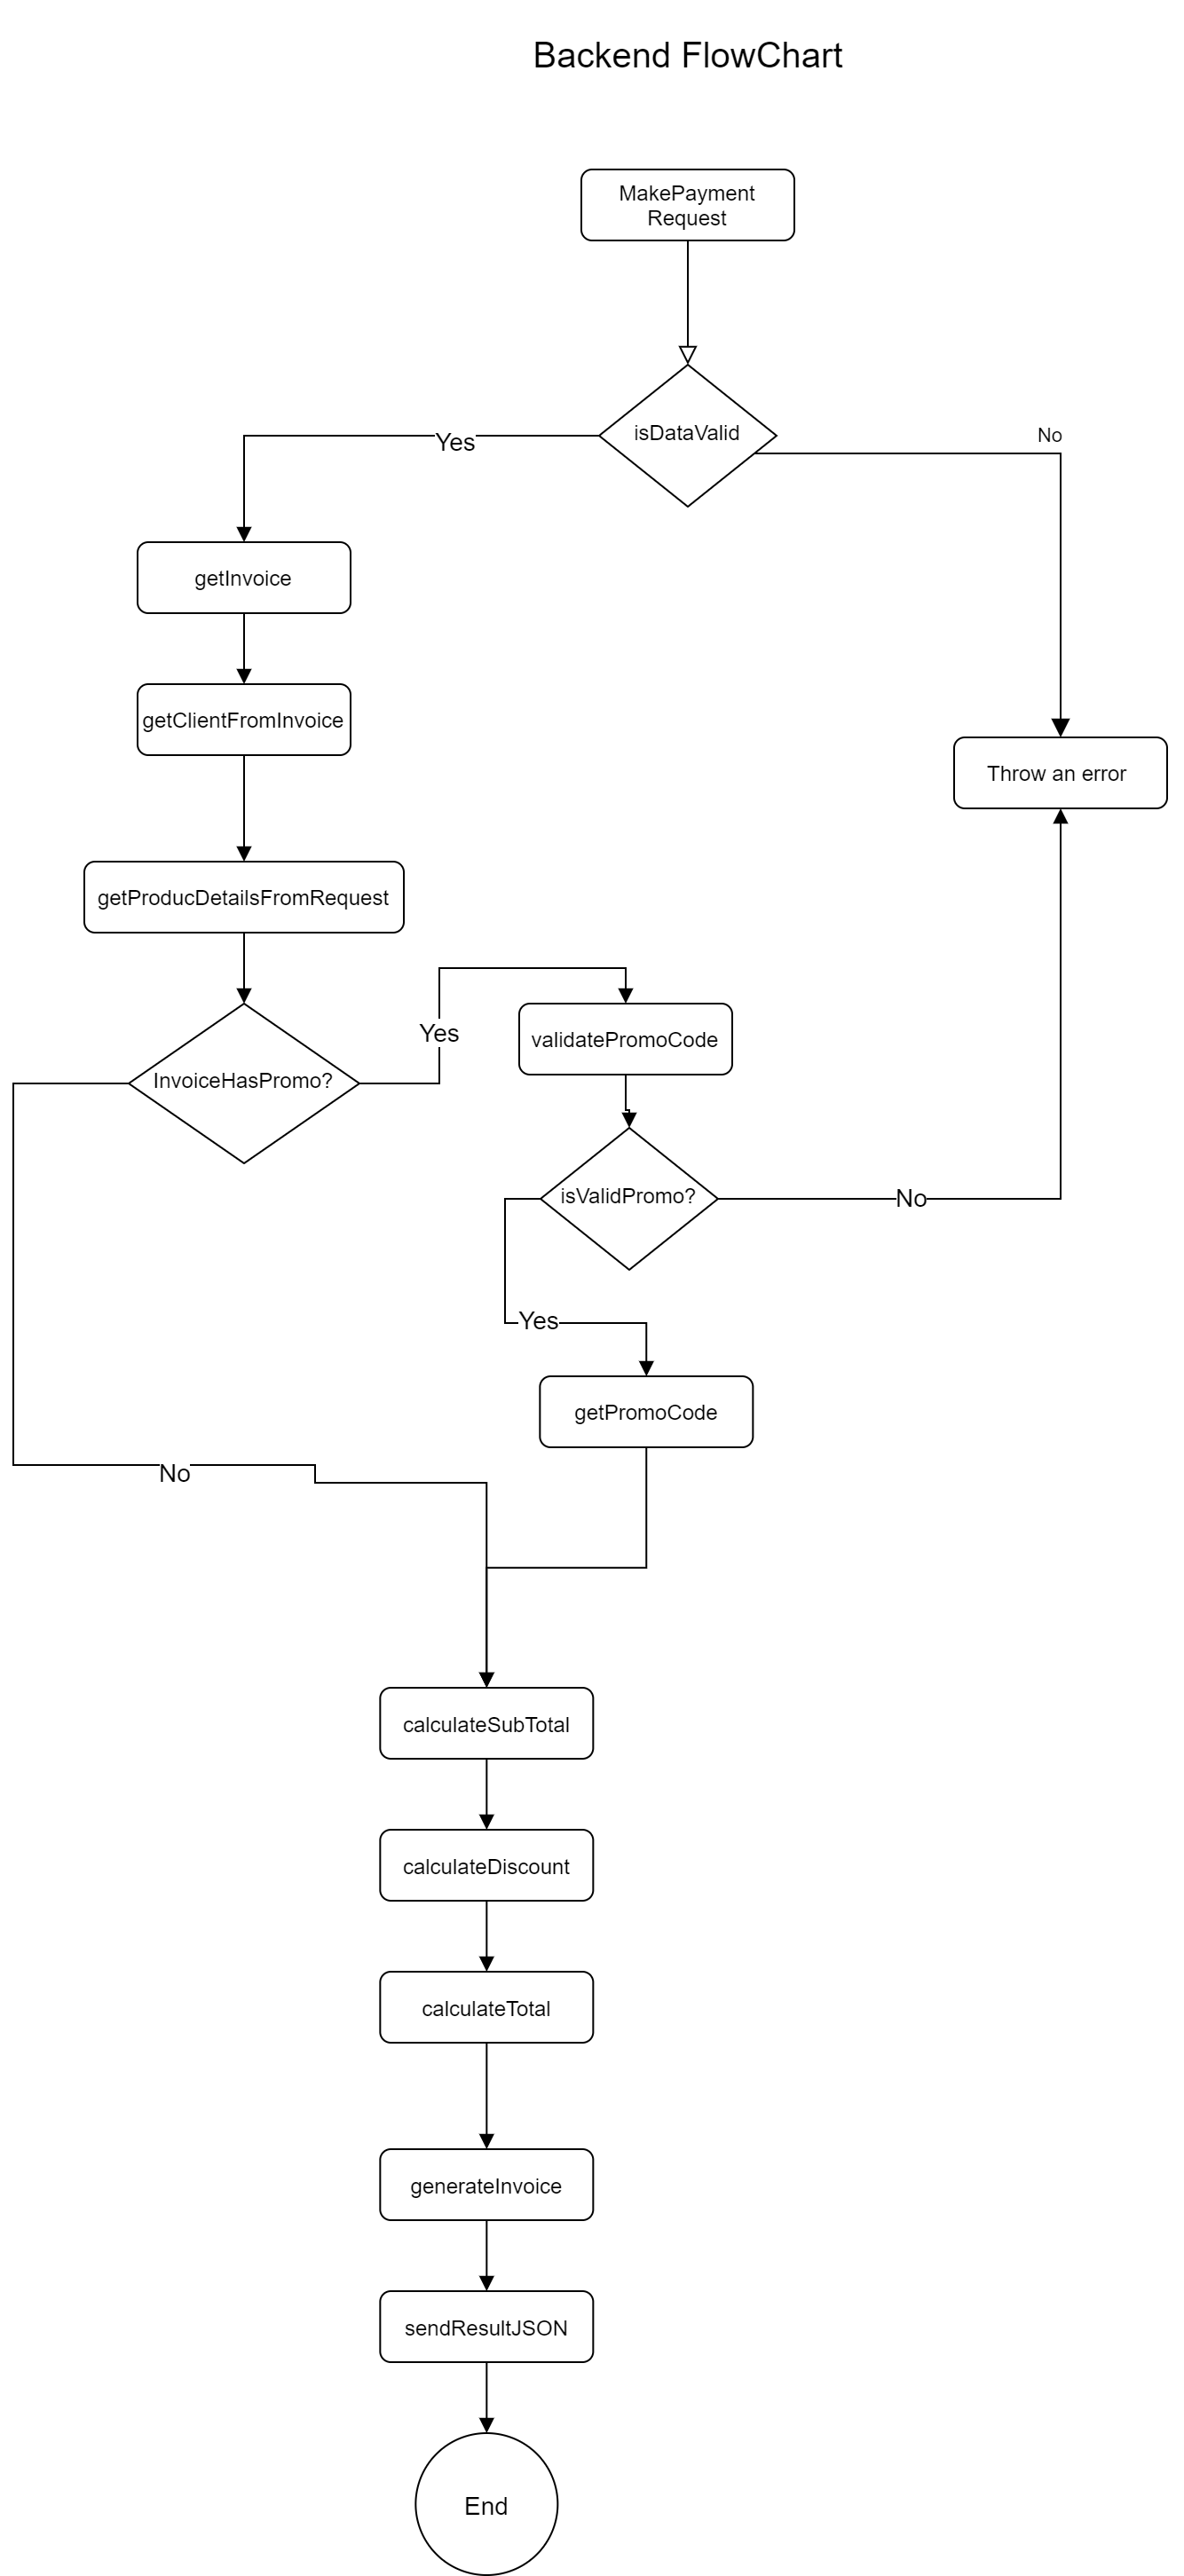 Backend FlowChart
MakePayment
Request
isDataValid
Yes
No
getInvoice
getClientFromInvoice
Throw an error
getProducDetailsFromRequest
Yes
validatePromoCode
InvoiceHasPromo?
isValidPromo?
No
Yes
getPromoCode
No
calculateSubTotal
calculateDiscount
calculateTotal
generateInvoice
sendResultJSON
End